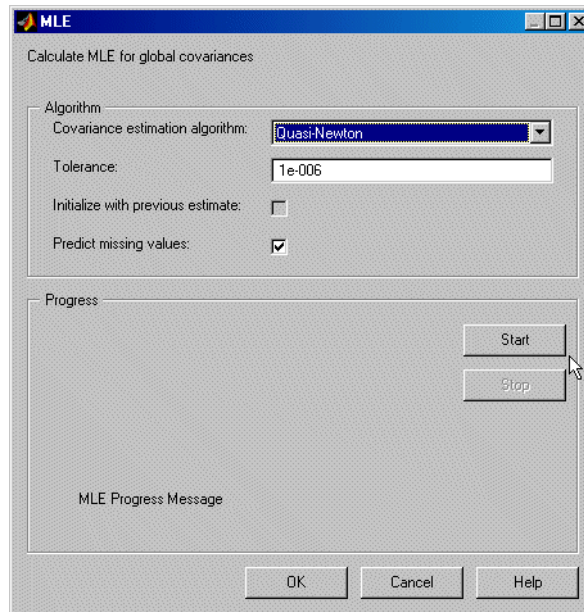 MLE
Calculate MLE for global covariances
Algorithm
Covariance estimation algorithm: Quasi-Newton
Tolerance: 1e-006
Initialize with previous estimate:
Predict missing values:
Progress
Start
Stop
MLE Progress Message
OK Cancel Help